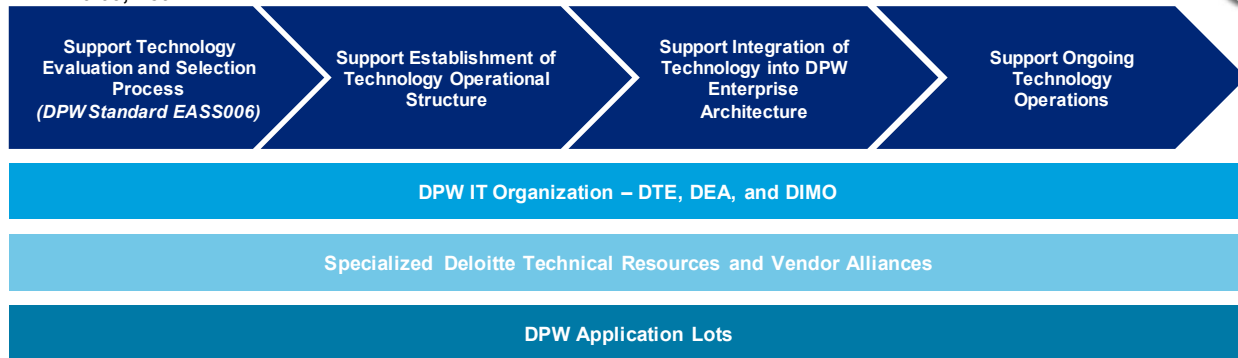 Support Technology
Evaluation and Selection
Process
(DPW Standard EASS006)
Support Establishment of
Technology Operational
Structure
Support Integration of
Technology into DPW
Enterprise
Architecture
Support Ongoing
Technology
Operations
DPW IT Organization – DTE, DEA, and DIMO
Specialized Deloitte Technical Resources and Vendor Alliances
DPW Application Lots